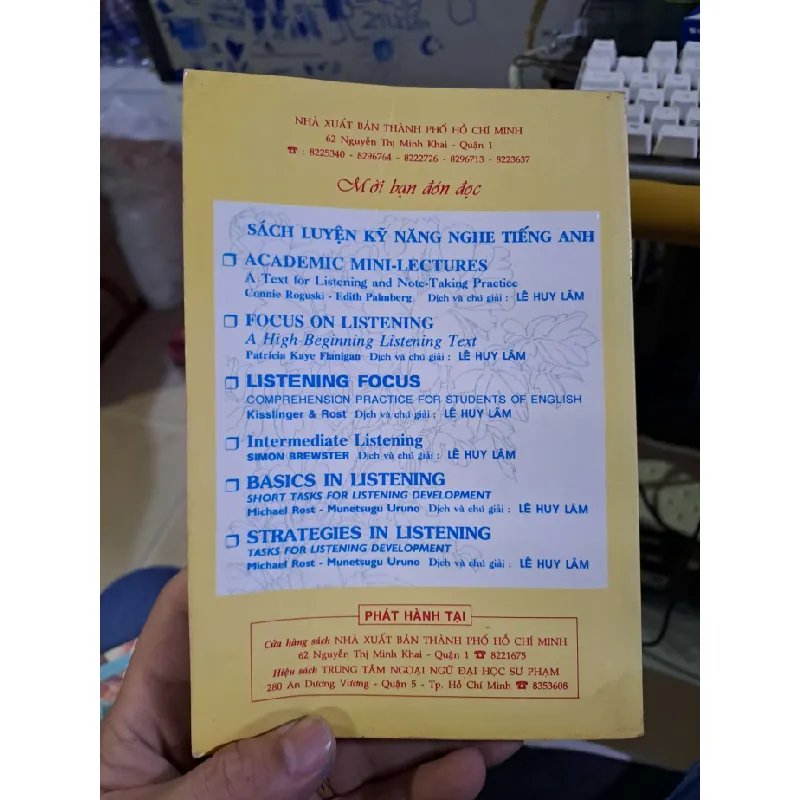 NHÀ XUẤT BẢN THÀNH PHỐ HỒ CHÍ MINH
62 Nguyễn Thị Minh Khai - Quận 1
☎ : 8225340 - 8296764 - 8222726 - 8296713 - 8223637
Mời bạn đón đọc
SÁCH LUYỆN KỸ NĂNG NGHE TIẾNG ANH
❒ ACADEMIC MINI-LECTURES
A Text for Listening and Note-Taking Practice
Connie Roguski - Edith Palmberg Dịch và chú giải : LÊ HUY LÂM
❒ FOCUS ON LISTENING
A High-Beginning Listening Text
Patricia Kaye Flanigan Dịch và chú giải : LÊ HUY LÂM
❒ LISTENING FOCUS
COMPREHENSION PRACTICE FOR STUDENTS OF ENGLISH
Kisslinger & Rost Dịch và chú giải : LÊ HUY LÂM
❒ Intermediate Listening
SIMON BREWSTER Dịch và chú giải : LÊ HUY LÂM
❒ BASICS IN LISTENING
SHORT TASKS FOR LISTENING DEVELOPMENT
Michael Rost - Munetsugu Uruno Dịch và chú giải : LÊ HUY LÂM
❒ STRATEGIES IN LISTENING
TASKS FOR LISTENING DEVELOPMENT
Michael Rost - Munetsugu Uruno Dịch và chú giải : LÊ HUY LÂM
PHÁT HÀNH TẠI
Cửa hàng sách NHÀ XUẤT BẢN THÀNH PHỐ HỒ CHÍ MINH
62 Nguyễn Thị Minh Khai - Quận 1 ☎ 8221675
Hiệu sách TRUNG TÂM NGOẠI NGỮ ĐẠI HỌC SƯ PHẠM
280 An Dương Vương - Quận 5 - Tp. Hồ Chí Minh ☎ 8353608